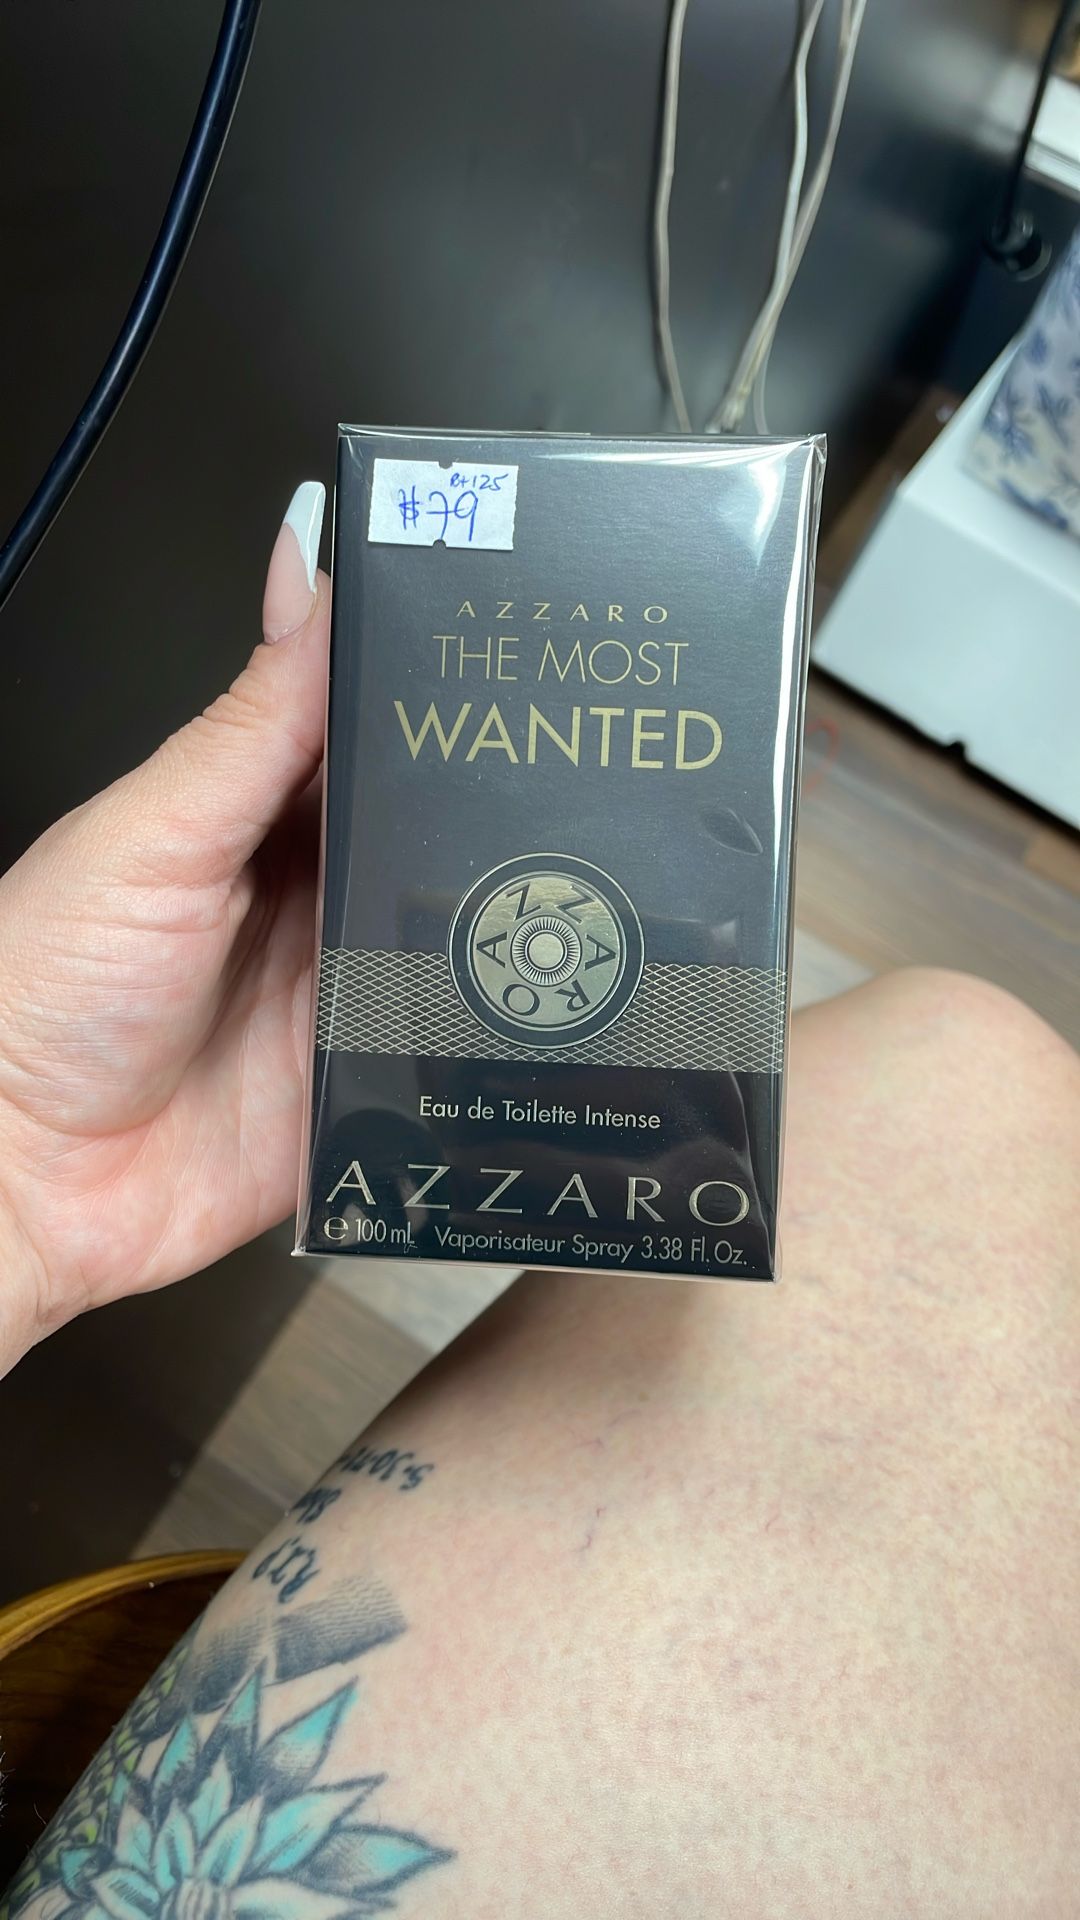 Rt 125
$79
AZZARO
THE MOST
WANTED
AZZARO
Eau de Toilette Intense
AZZARO
℮ 100 mL Vaporisateur Spray 3.38 Fl. Oz.
R.I.P